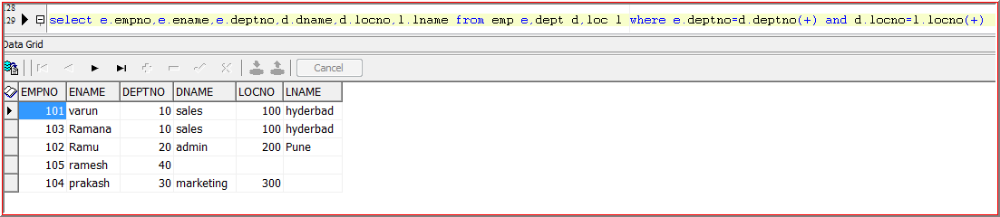 128
129 select e.empno,e.ename,e.deptno,d.dname,d.locno,l.lname from emp e,dept d,loc l where e.deptno=d.deptno(+) and d.locno=l.locno(+)
Data Grid
Cancel
EMPNO ENAME DEPTNO DNAME LOCNO LNAME
101 varun 10 sales 100 hyderbad
103 Ramana 10 sales 100 hyderbad
102 Ramu 20 admin 200 Pune
105 ramesh 40
104 prakash 30 marketing 300